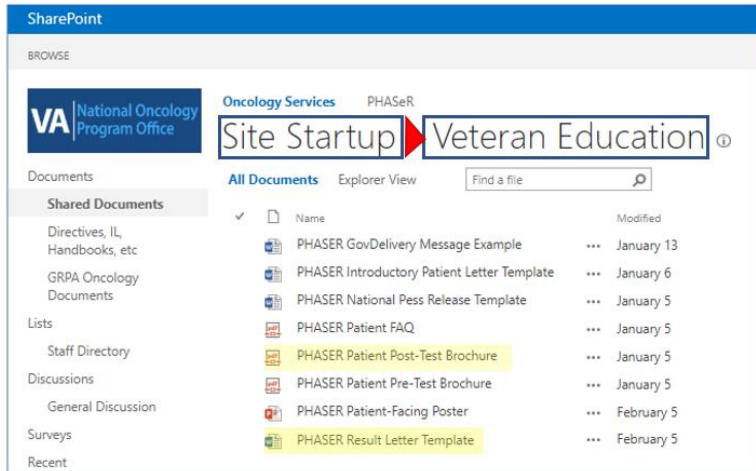 SharePoint
BROWSE
VA National Oncology
Program Office
Oncology Services PHASeR
Site Startup Veteran Education
All Documents Explorer View Find a file
Documents
Shared Documents
Directives, IL,
Handbooks, etc
GRPA Oncology
Documents
Lists
Staff Directory
Discussions
General Discussion
Surveys
Recent
Name Modified
PHASER GovDelivery Message Example ... January 13
PHASER Introductory Patient Letter Template ... January 6
PHASER National Pess Release Template ... January 5
PHASER Patient FAQ ... January 5
PHASER Patient Post-Test Brochure ... January 5
PHASER Patient Pre-Test Brochure ... January 5
PHASER Patient-Facing Poster ... February 5
PHASER Result Letter Template ... February 5